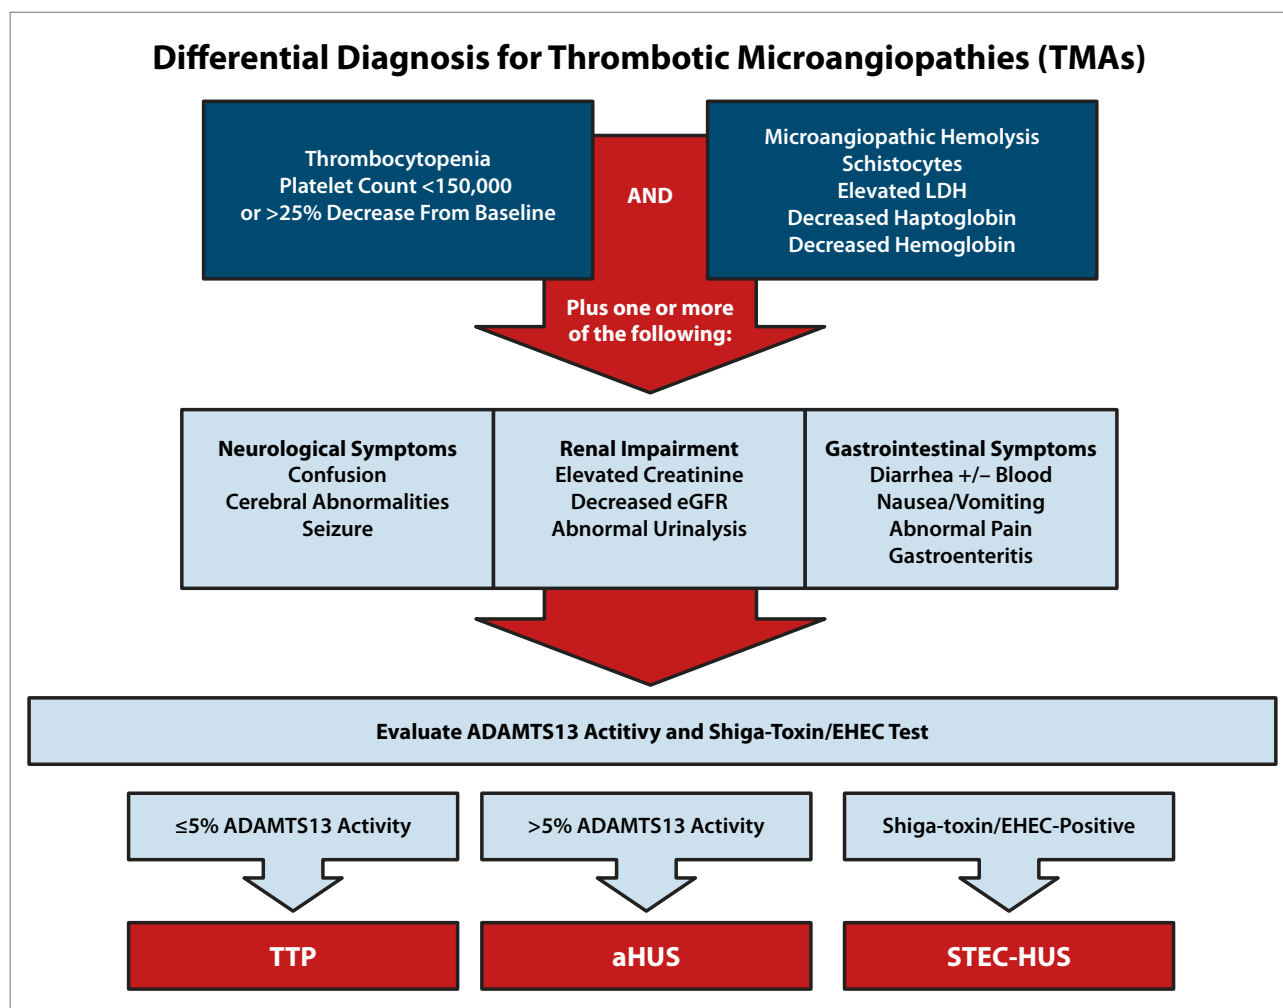 Differential Diagnosis for Thrombotic Microangiopathies (TMAs)
Thrombocytopenia
Platelet Count <150,000
or >25% Decrease From Baseline
AND
Microangiopathic Hemolysis
Schistocytes
Elevated LDH
Decreased Haptoglobin
Decreased Hemoglobin
Plus one or more
of the following:
Neurological Symptoms
Confusion
Cerebral Abnormalities
Seizure
Renal Impairment
Elevated Creatinine
Decreased eGFR
Abnormal Urinalysis
Gastrointestinal Symptoms
Diarrhea +/– Blood
Nausea/Vomiting
Abnormal Pain
Gastroenteritis
Evaluate ADAMTS13 Actitivy and Shiga-Toxin/EHEC Test
≤5% ADAMTS13 Activity
>5% ADAMTS13 Activity
Shiga-toxin/EHEC-Positive
TTP
aHUS
STEC-HUS